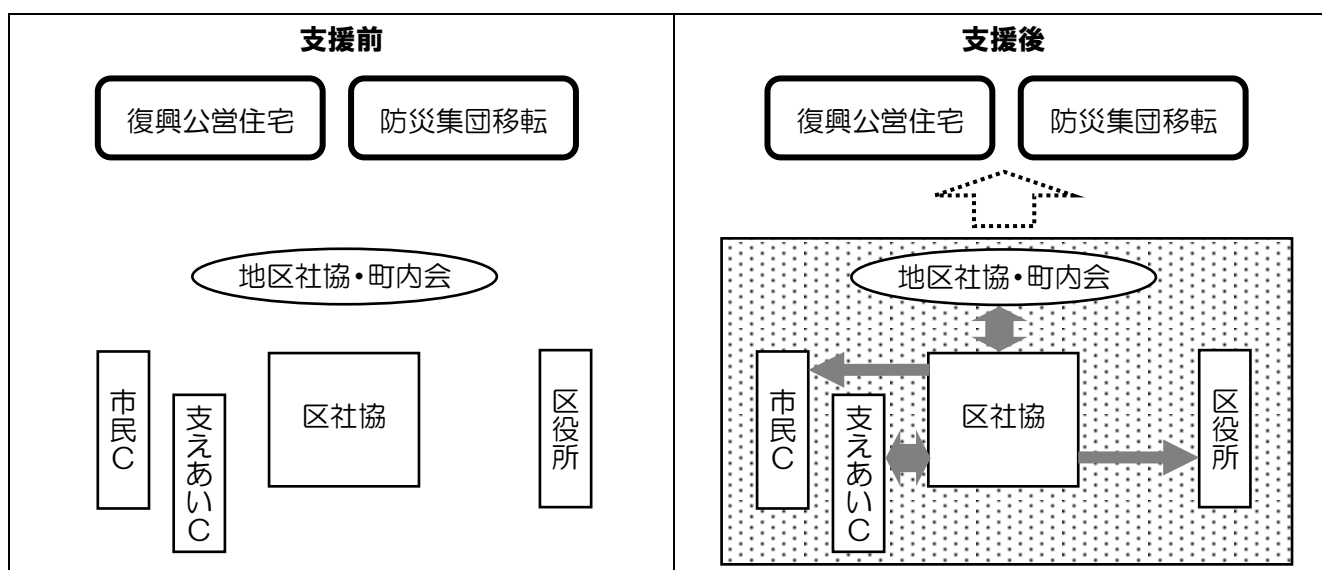 支援前
復興公営住宅
防災集団移転
地区社協・町内会
市民C
支えあいC
区社協
区役所
支援後
復興公営住宅
防災集団移転
地区社協・町内会
市民C
支えあいC
区社協
区役所